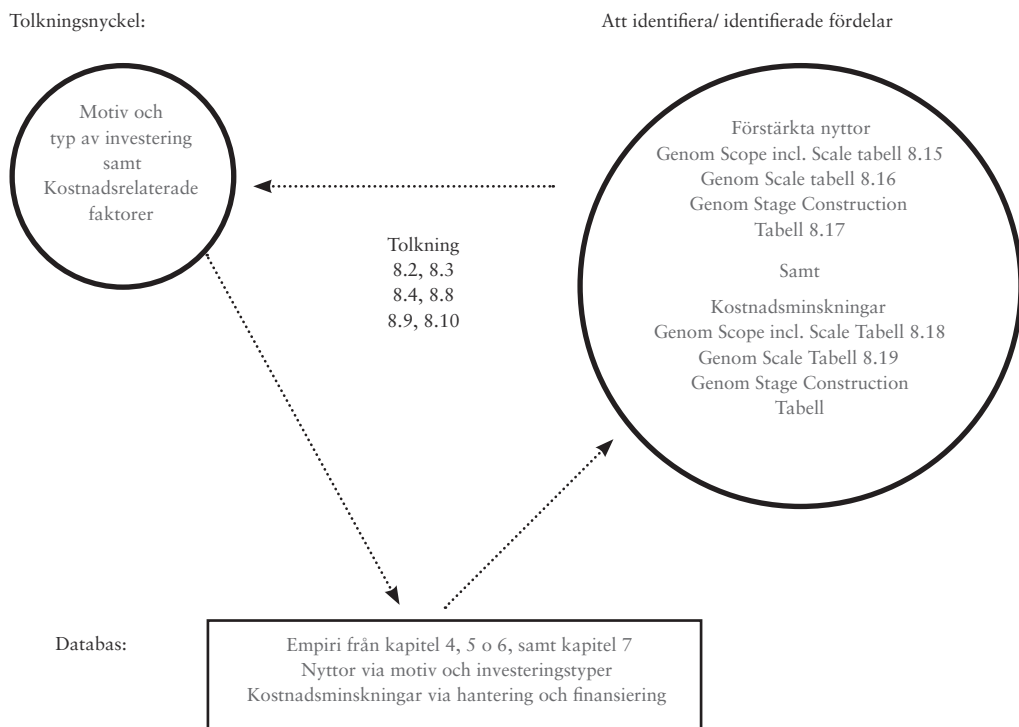 Tolkningsnyckel:
Att identifiera/ identifierade fördelar
Motiv och
typ av investering
samt
Kostnadsrelaterade
faktorer
Förstärkta nyttor
Genom Scope incl. Scale tabell 8.15
Genom Scale tabell 8.16
Genom Stage Construction
Tabell 8.17
Samt
Kostnadsminskningar
Genom Scope incl. Scale Tabell 8.18
Genom Scale Tabell 8.19
Genom Stage Construction
Tabell
Tolkning
8.2, 8.3
8.4, 8.8
8.9, 8.10
Databas:
Empiri från kapitel 4, 5 o 6, samt kapitel 7
Nyttor via motiv och investeringstyper
Kostnadsminskningar via hantering och finansiering